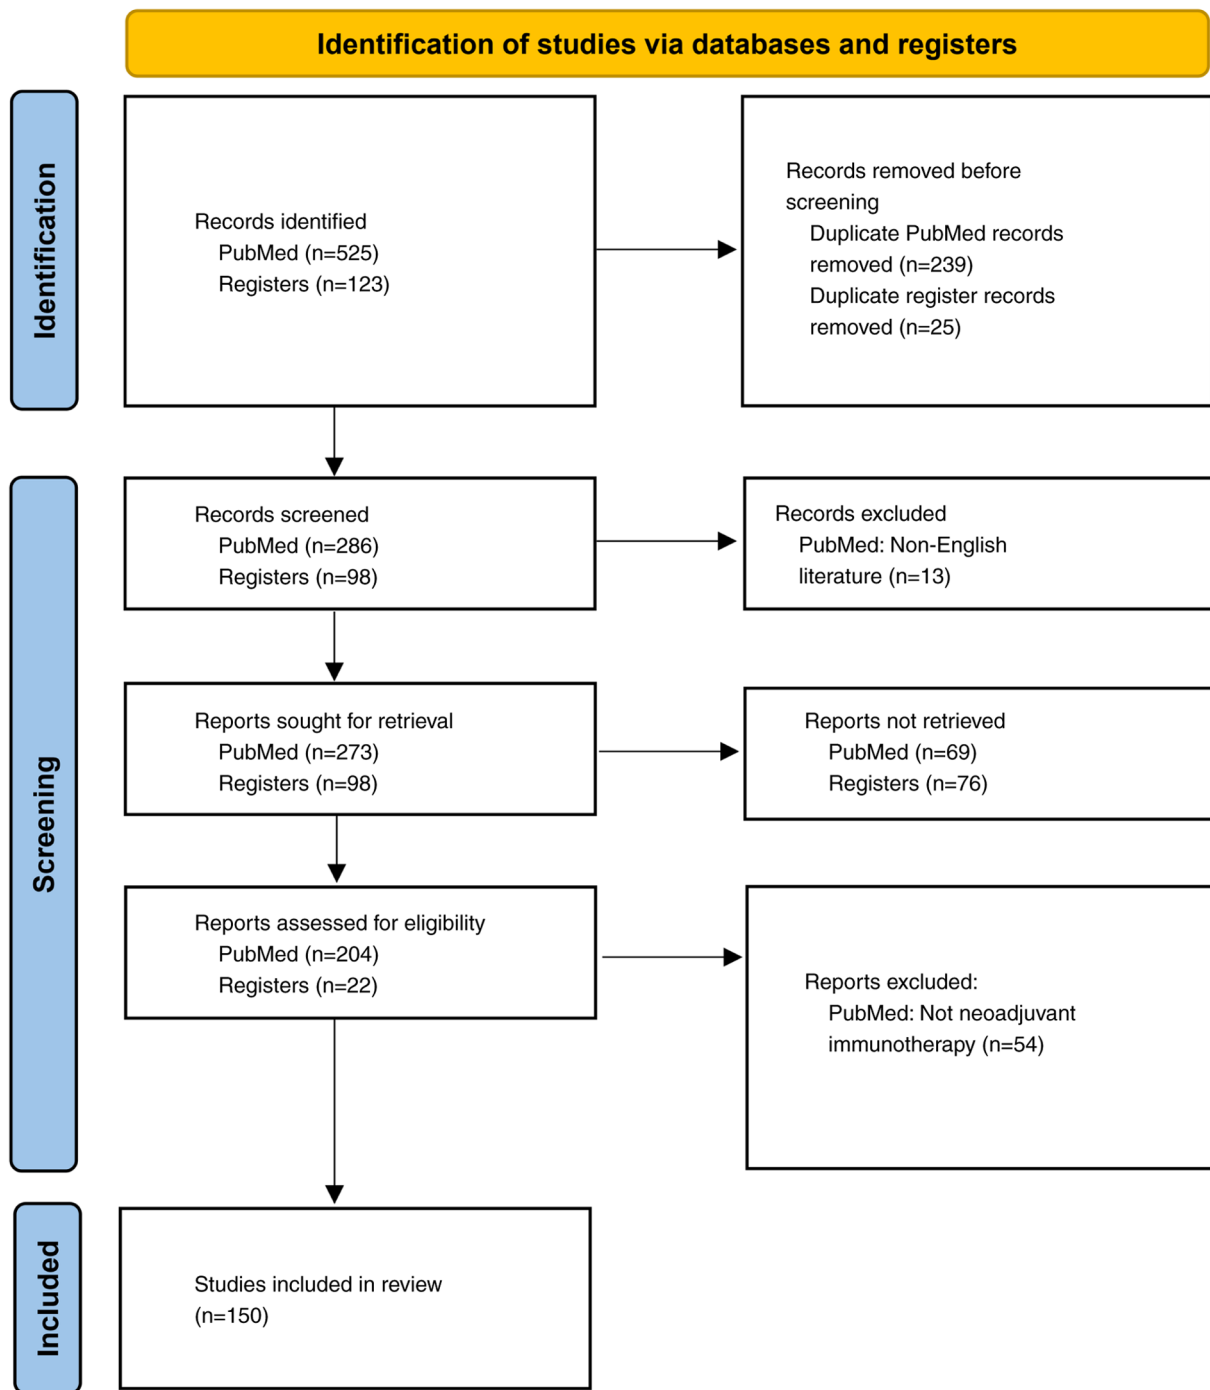 Identification of studies via databases and registers
Identification
Records identified
PubMed (n=525)
Registers (n=123)
Records removed before
screening
Duplicate PubMed records
removed (n=239)
Duplicate register records
removed (n=25)
Screening
Records screened
PubMed (n=286)
Registers (n=98)
Records excluded
PubMed: Non-English
literature (n=13)
Reports sought for retrieval
PubMed (n=273)
Registers (n=98)
Reports not retrieved
PubMed (n=69)
Registers (n=76)
Reports assessed for eligibility
PubMed (n=204)
Registers (n=22)
Reports excluded:
PubMed: Not neoadjuvant
immunotherapy (n=54)
Included
Studies included in review
(n=150)